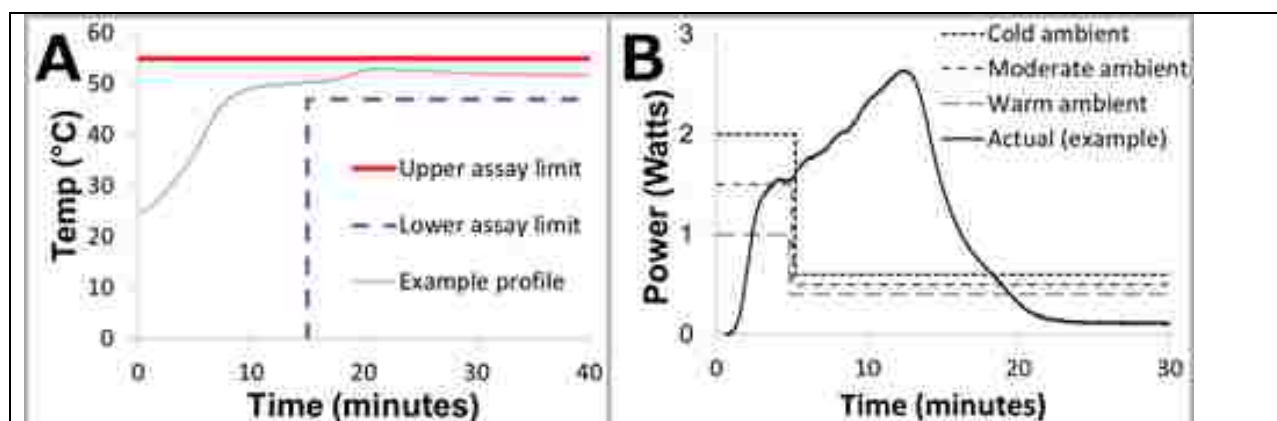 A
Temp (°C)
60
50
40
30
20
10
0
Upper assay limit
Lower assay limit
Example profile
0 10 20 30 40
Time (minutes)
B
Power (Watts)
3
2
1
0
Cold ambient
Moderate ambient
Warm ambient
Actual (example)
0 10 20 30
Time (minutes)